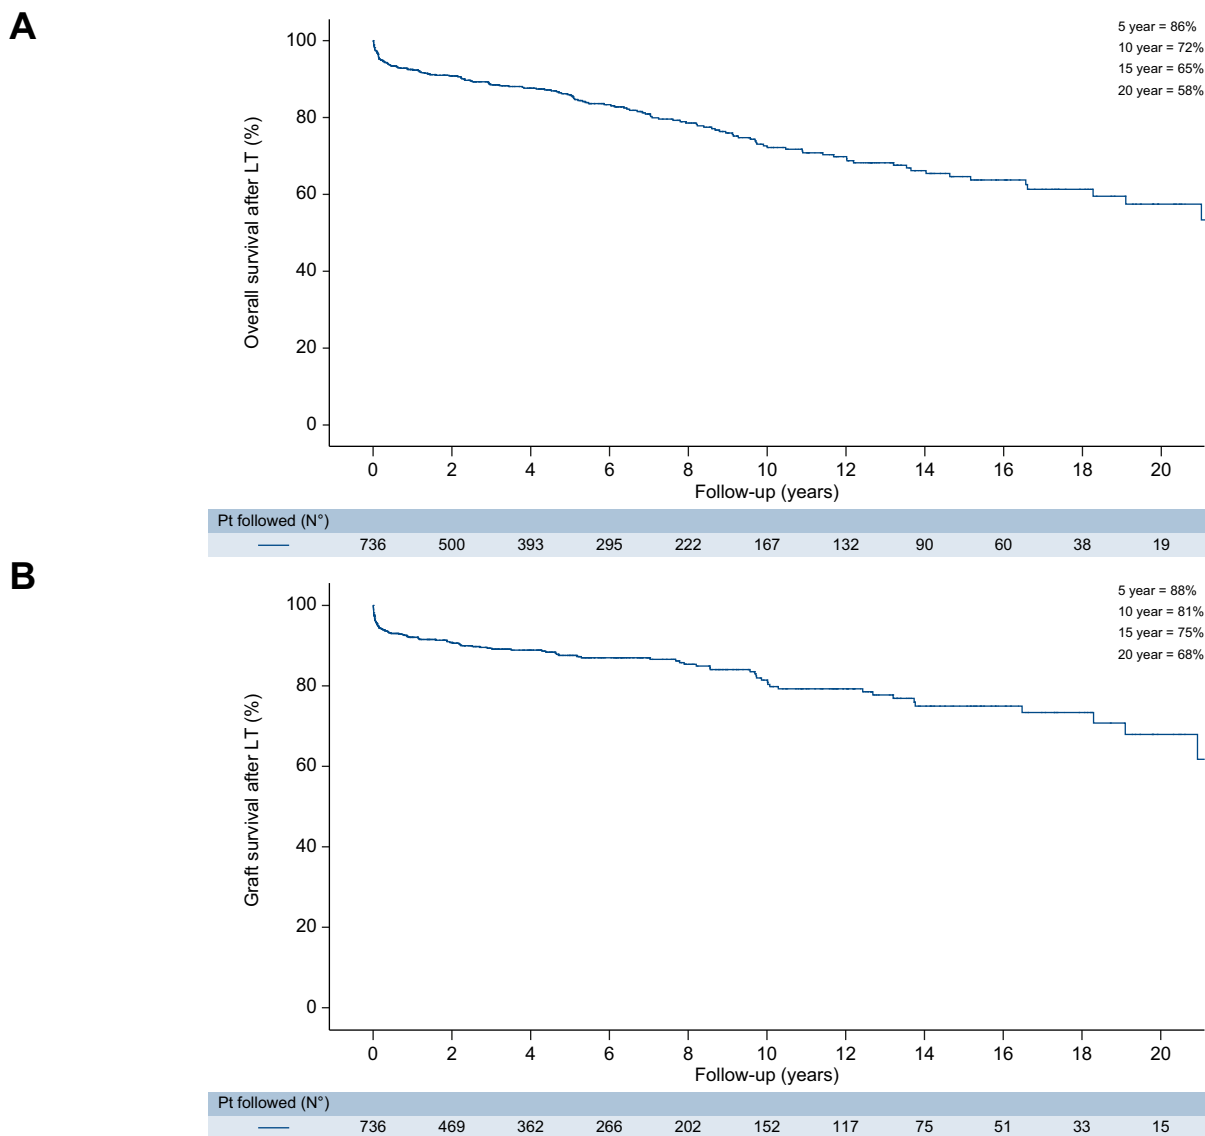 A
5 year = 86%
10 year = 72%
15 year = 65%
20 year = 58%
Overall survival after LT (%)
100
80
60
40
20
0
0 2 4 6 8 10 12 14 16 18 20
Follow-up (years)
Pt followed (N°)
736 500 393 295 222 167 132 90 60 38 19
B
5 year = 88%
10 year = 81%
15 year = 75%
20 year = 68%
Graft survival after LT (%)
100
80
60
40
20
0
0 2 4 6 8 10 12 14 16 18 20
Follow-up (years)
Pt followed (N°)
736 469 362 266 202 152 117 75 51 33 15